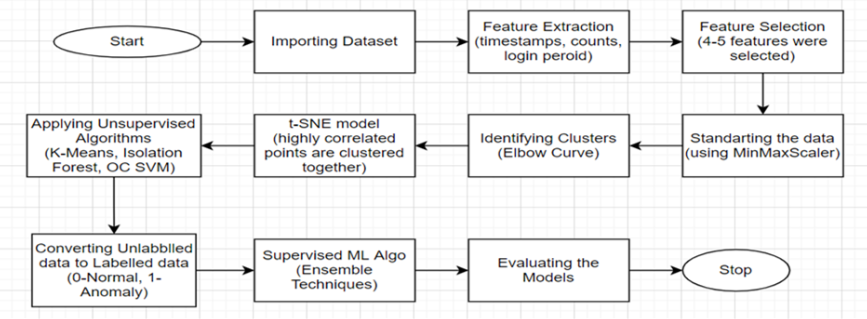 Start
Importing Dataset
Feature Extraction
(timestamps, counts,
login peroid)
Feature Selection
(4-5 features were
selected)
Standarting the data
(using MinMaxScaler)
Identifying Clusters
(Elbow Curve)
t-SNE model
(highly correlated
points are clustered
together)
Applying Unsupervised
Algorithms
(K-Means, Isolation
Forest, OC SVM)
Converting Unlabblled
data to Labelled data
(0-Normal, 1-
Anomaly)
Supervised ML Algo
(Ensemble
Techniques)
Evaluating the
Models
Stop